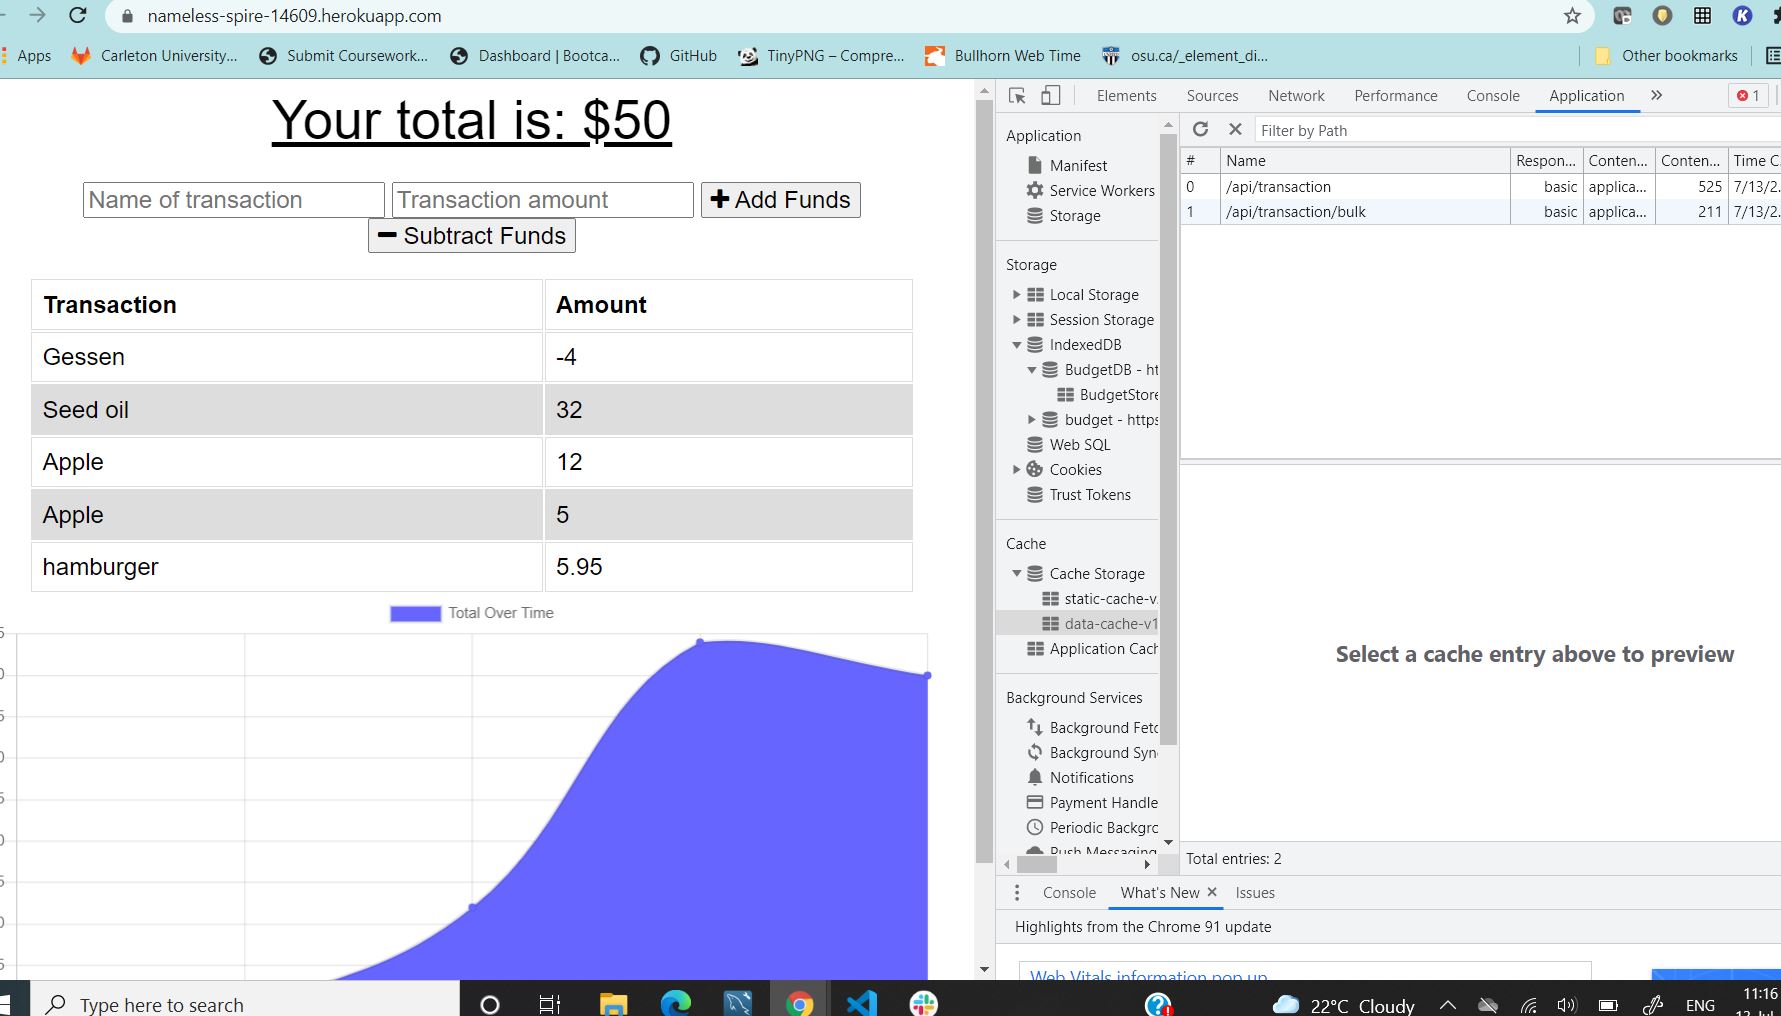 nameless-spire-14609.herokuapp.com
Apps Carleton University... Submit Coursework... Dashboard | Bootca... GitHub TinyPNG – Compre... Bullhorn Web Time osu.ca/_element_di... Other bookmarks
Your total is: $50
Name of transaction Transaction amount Add Funds
Subtract Funds
Transaction Amount
Gessen -4
Seed oil 32
Apple 12
Apple 5
hamburger 5.95
Total Over Time
Elements Sources Network Performance Console Application 1
Application
Manifest
Service Workers
Storage
Storage
Local Storage
Session Storage
IndexedDB
BudgetDB - ht
BudgetStore
budget - https
Web SQL
Cookies
Trust Tokens
Cache
Cache Storage
static-cache-v
data-cache-v1
Application Cach
Background Services
Background Fetc
Background Syn
Notifications
Payment Handle
Periodic Backgro
Push Messaging
Filter by Path
# Name Respon... Conten... Conten... Time C
0 /api/transaction basic applica... 525 7/13/2
1 /api/transaction/bulk basic applica... 211 7/13/2
Select a cache entry above to preview
Total entries: 2
Console What's New Issues
Highlights from the Chrome 91 update
Web Vitals information pop up
Type here to search
22°C Cloudy ENG 11:16